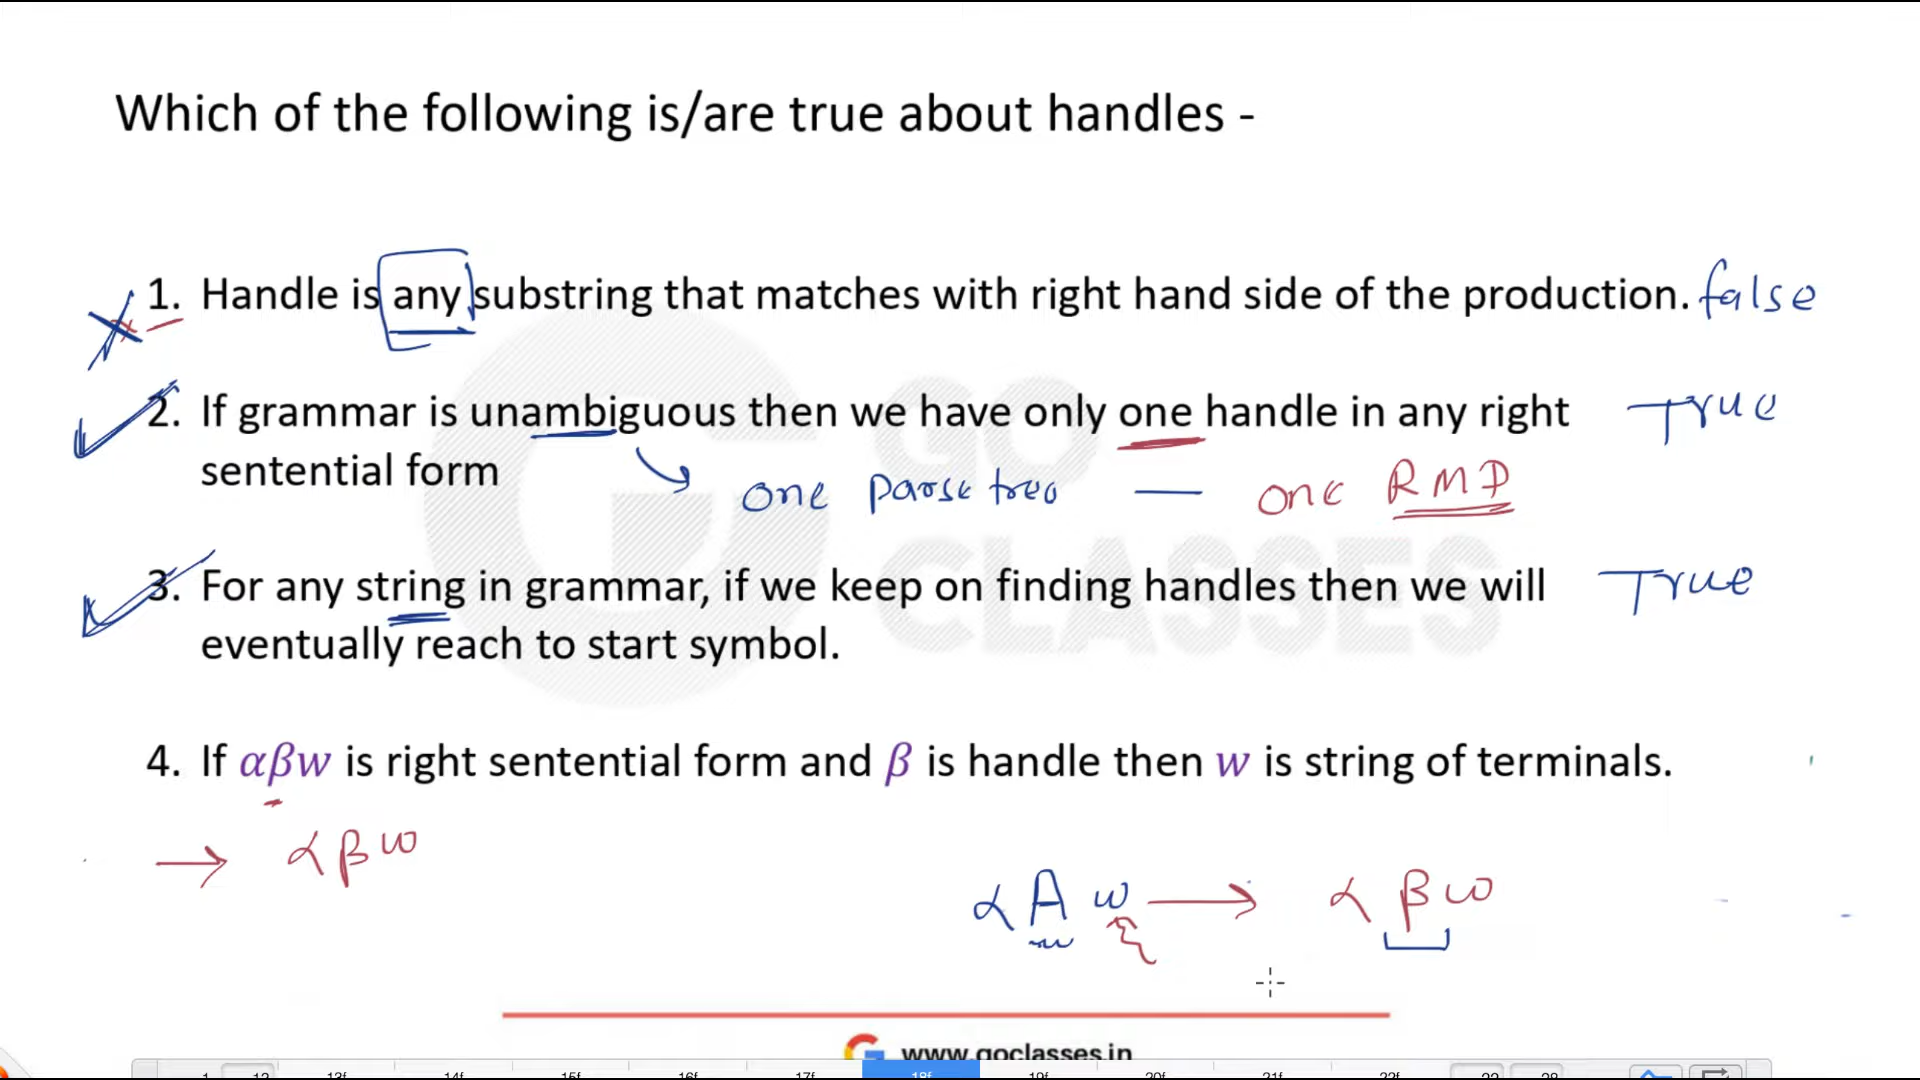 Which of the following is/are true about handles -
1. Handle is any substring that matches with right hand side of the production. false
2. If grammar is unambiguous then we have only one handle in any right True
sentential form
one parse tree — one RMD
3. For any string in grammar, if we keep on finding handles then we will True
eventually reach to start symbol.
GO
CLASSES
4. If αβw is right sentential form and β is handle then w is string of terminals.
→ αβw
αAw → αβw
www.goclasses.in